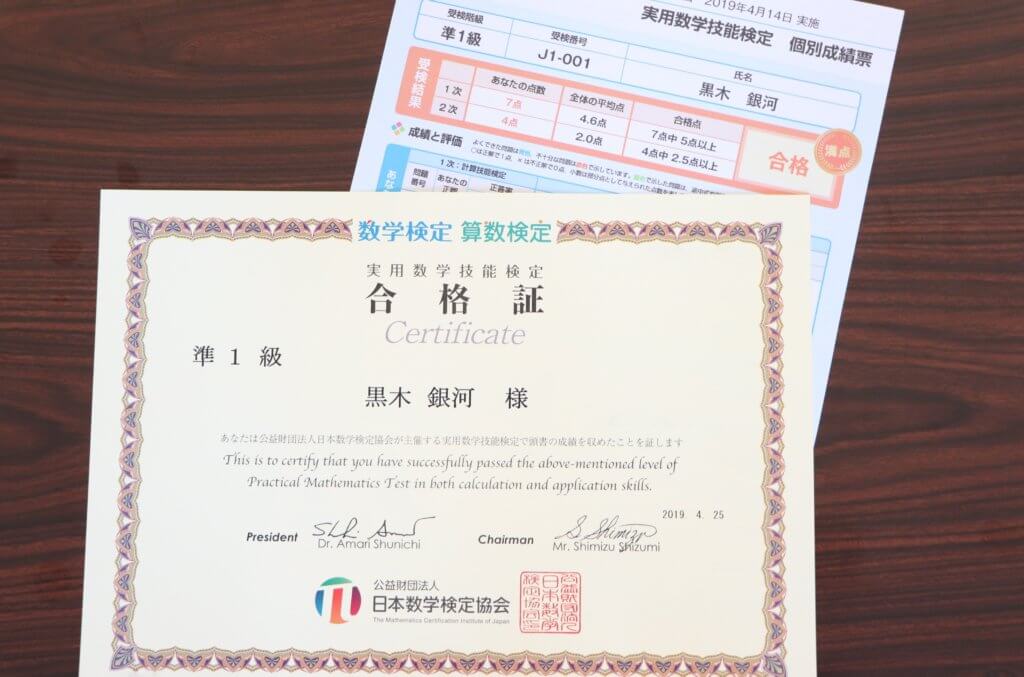 2019年4月14日 実施
実用数学技能検定 個別成績票
受検階級
準1級
受検番号
J1-001
氏名
黒木 銀河
受検結果
あなたの点数 全体の平均点 合格点
1次 7点 4.6点 7点中 5点以上
2次 4点 2.0点 4点中 2.5点以上
合格
満点
成績と評価
1次:計算技能検定
問題番号
あなたの
数学検定 算数検定
実用数学技能検定
合格証
Certificate
準1級
黒木 銀河 様
あなたは公益財団法人日本数学検定協会が主催する実用数学技能検定で頭書の成績を収めたことを証します
This is to certify that you have successfully passed the above-mentioned level of
Practical Mathematics Test in both calculation and application skills.
2019. 4. 25
President Dr. Amari Shunichi
Chairman Mr. Shimizu Shizumi
公益財団法人
日本数学検定協会
The Mathematics Certification Institute of Japan